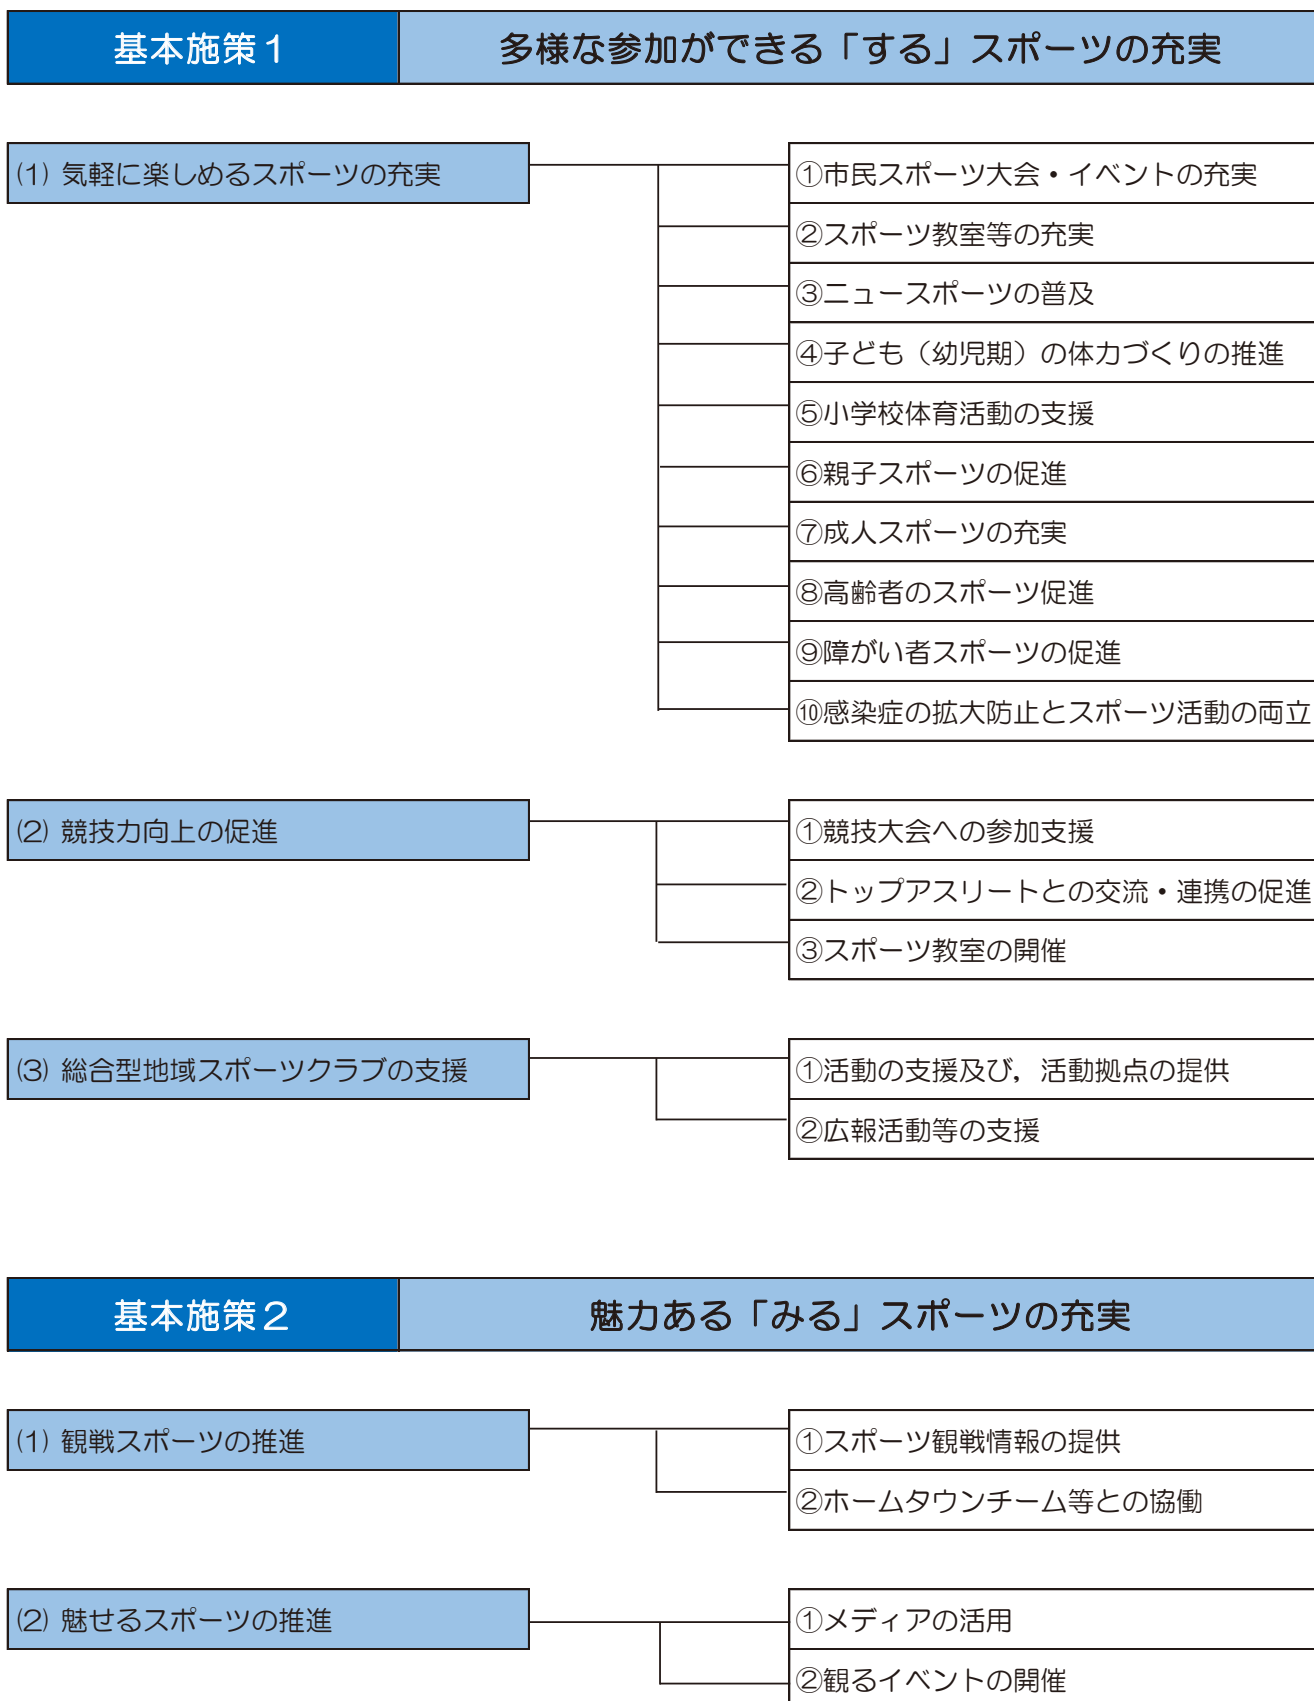 基本施策１
多様な参加ができる「する」スポーツの充実
⑴ 気軽に楽しめるスポーツの充実
①市民スポーツ大会・イベントの充実
②スポーツ教室等の充実
③ニュースポーツの普及
④子ども（幼児期）の体力づくりの推進
⑤小学校体育活動の支援
⑥親子スポーツの促進
⑦成人スポーツの充実
⑧高齢者のスポーツ促進
⑨障がい者スポーツの促進
⑩感染症の拡大防止とスポーツ活動の両立
⑵ 競技力向上の促進
①競技大会への参加支援
②トップアスリートとの交流・連携の促進
③スポーツ教室の開催
⑶ 総合型地域スポーツクラブの支援
①活動の支援及び，活動拠点の提供
②広報活動等の支援
基本施策２
魅力ある「みる」スポーツの充実
⑴ 観戦スポーツの推進
①スポーツ観戦情報の提供
②ホームタウンチーム等との協働
⑵ 魅せるスポーツの推進
①メディアの活用
②観るイベントの開催